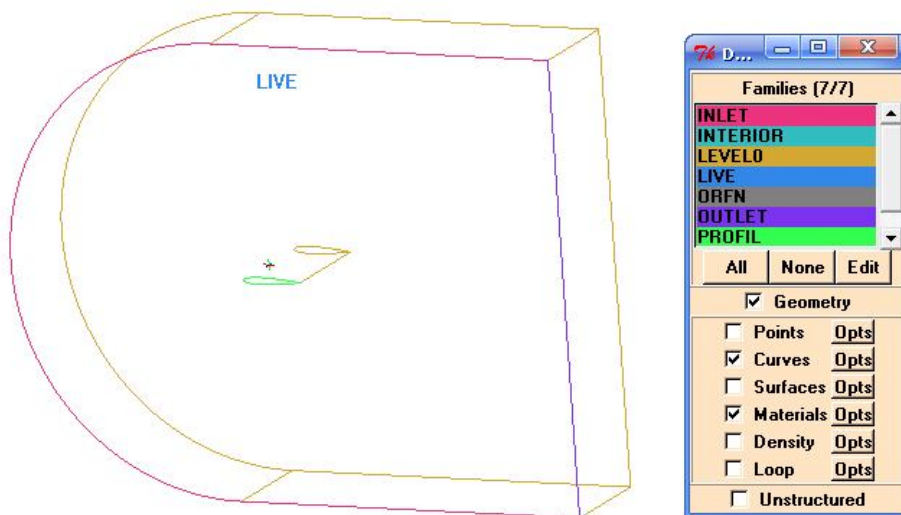 LIVE
D...
Families (7/7)
INLET
INTERIOR
LEVEL0
LIVE
ORFN
OUTLET
PROFIL
All None Edit
Geometry
Points Opts
Curves Opts
Surfaces Opts
Materials Opts
Density Opts
Loop Opts
Unstructured